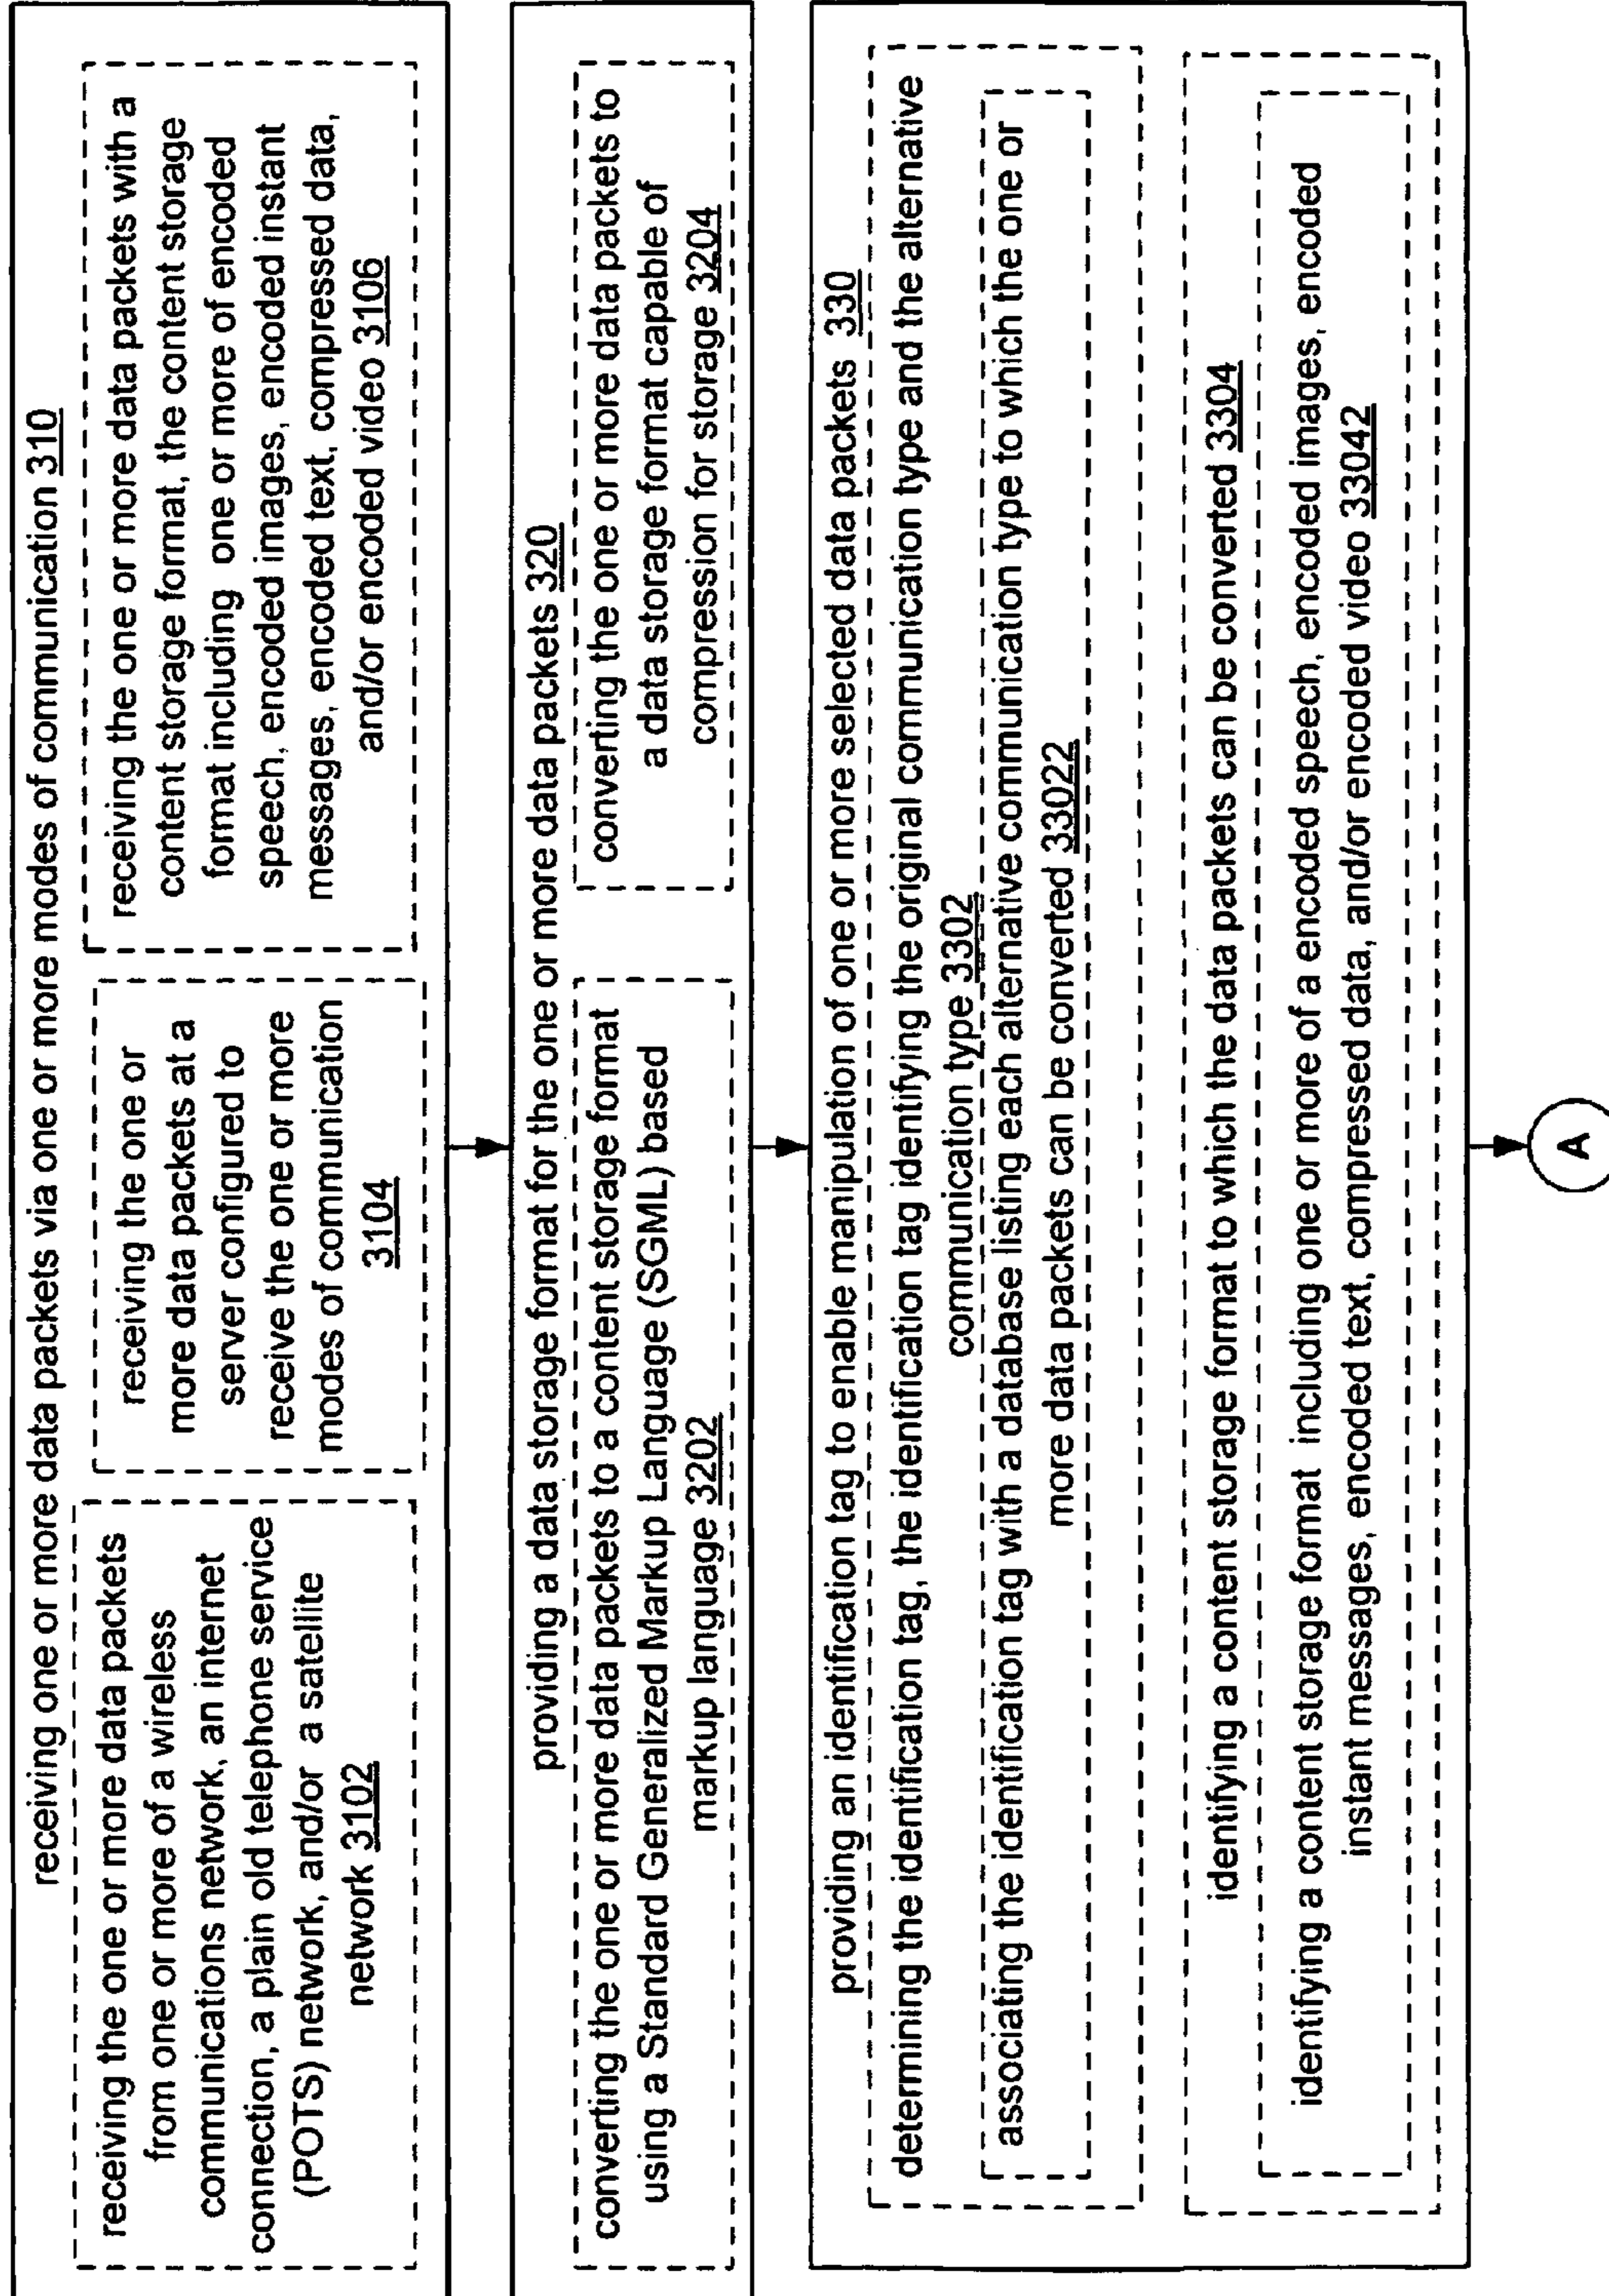 receiving one or more data packets via one or more modes of communication 310
receiving the one or more data packets
from one or more of a wireless
communications network, an internet
connection, a plain old telephone service
(POTS) network, and/or a satellite
network 3102
receiving the one or
more data packets at a
server configured to
receive the one or more
modes of communication
3104
receiving the one or more data packets with a
content storage format, the content storage
format including one or more of encoded
speech, encoded images, encoded instant
messages, encoded text, compressed data,
and/or encoded video 3106
providing a data storage format for the one or more data packets 320
converting the one or more data packets to a content storage format
using a Standard Generalized Markup Language (SGML) based
markup language 3202
converting the one or more data packets to
a data storage format capable of
compression for storage 3204
providing an identification tag to enable manipulation of one or more selected data packets 330
determining the identification tag, the identification tag identifying the original communication type and the alternative
communication type 3302
associating the identification tag with a database listing each alternative communication type to which the one or
more data packets can be converted 33022
identifying a content storage format to which the data packets can be converted 3304
identifying a content storage format including one or more of a encoded speech, encoded images, encoded
instant messages, encoded text, compressed data, and/or encoded video 33042
A